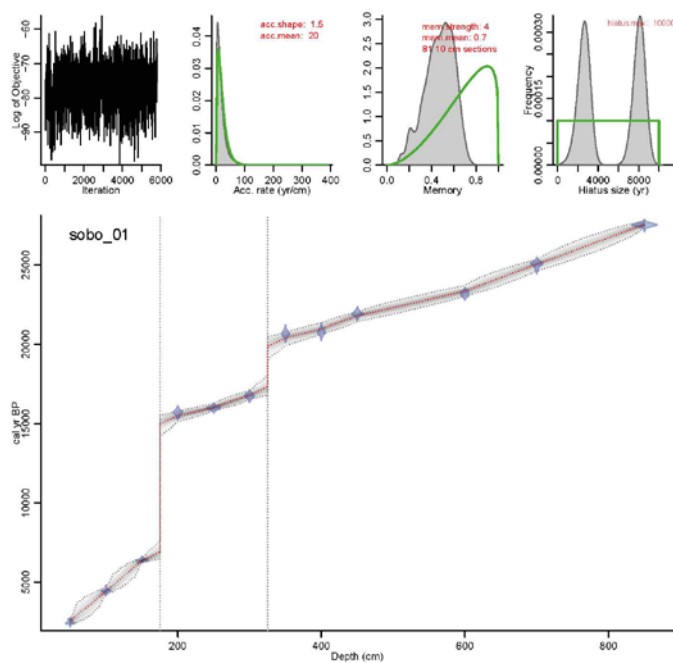 Log of Objective
−60
−70
−80
−90
0 2000 4000 6000
Iteration
acc.shape: 1.5
acc.mean: 20
0.04
0.03
0.02
0.01
0.00
0 100 200 300 400
Acc. rate (yr/cm)
mem.strength: 4
mem.mean: 0.7
81 10 cm sections
3.0
2.5
2.0
1.5
1.0
0.5
0.0
0.0 0.4 0.8
Memory
10000
Frequency
0.00030
0.00015
0.00000
0 4000 8000
Hiatus size (yr)
sobo_01
cal yr BP
25000
20000
15000
10000
5000
200 400 600 800
Depth (cm)